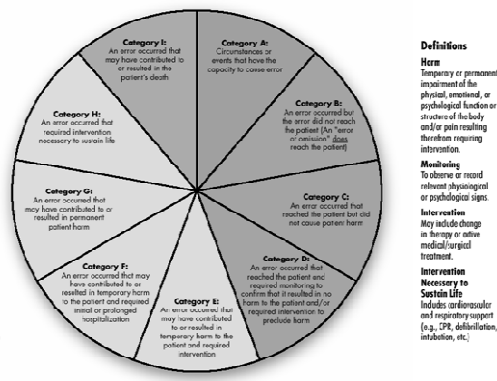 Category I:
An error occurred that
may have contributed to
or resulted in the
patient's death
Category A:
Circumstances or
events that have the
capacity to cause error
Category B:
An error occurred but
the error did not reach
the patient (An "error
of omission" does
reach the patient)
Category C:
An error occurred that
reached the patient but did
not cause patient harm
Category D:
An error occurred that
reached the patient and
required monitoring to
confirm that it resulted in no
harm to the patient and/or
required intervention to
preclude harm
Category E:
An error occurred that
may have contributed
to or resulted in
temporary harm to the
patient and required
intervention
Category F:
An error occurred that may
have contributed to or
resulted in temporary harm
to the patient and required
initial or prolonged
hospitalization
Category G:
An error occurred that
may have contributed to or
resulted in permanent
patient harm
Category H:
An error occurred that
required intervention
necessary to sustain life
Definitions
Harm
Temporary or permanent
impairment of the
physical, emotional, or
psychological function or
structure of the body
and/or pain resulting
therefrom requiring
intervention.
Monitoring
To observe or record
relevant physiological
or psychological signs.
Intervention
May include change
in therapy or active
medical/surgical
treatment.
Intervention
Necessary to
Sustain Life
Includes cardiovascular
and respiratory support
(e.g., CPR, defibrillation,
intubation, etc.)